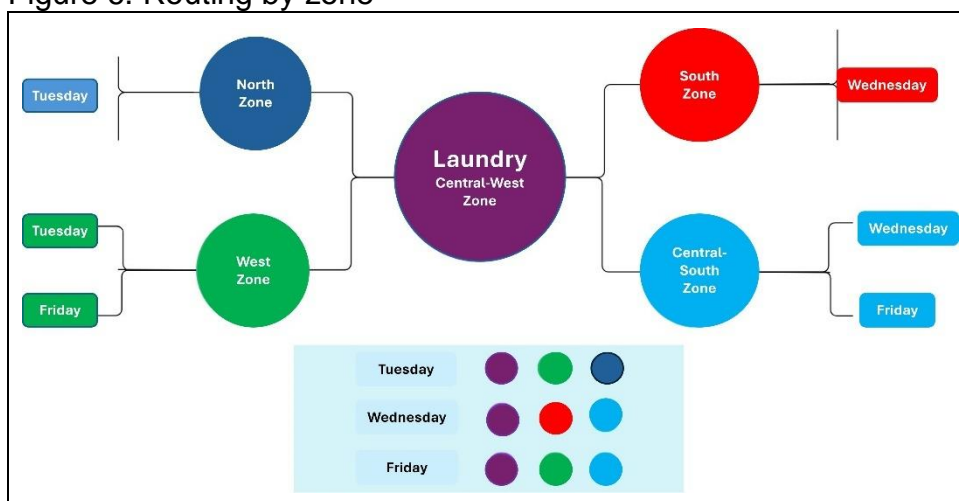 Figure Routing by zone
North
Zone
Tuesday
South
Zone
Wednesday
Laundry
Central-West
Zone
Tuesday
West
Zone
Friday
Central-
South
Zone
Wednesday
Friday
Tuesday
Wednesday
Friday